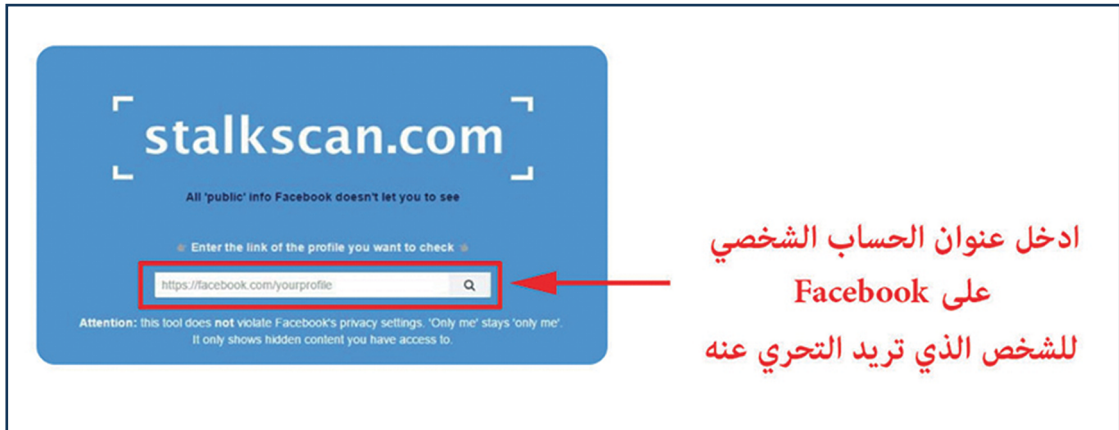 stalkscan.com
All 'public' info Facebook doesn't let you to see
Enter the link of the profile you want to check
https://facebook.com/yourprofile
Attention: this tool does not violate Facebook's privacy settings. 'Only me' stays 'only me'.
It only shows hidden content you have access to.
ادخل عنوان الحساب الشخصي
على Facebook
للشخص الذي تريد التحري عنه